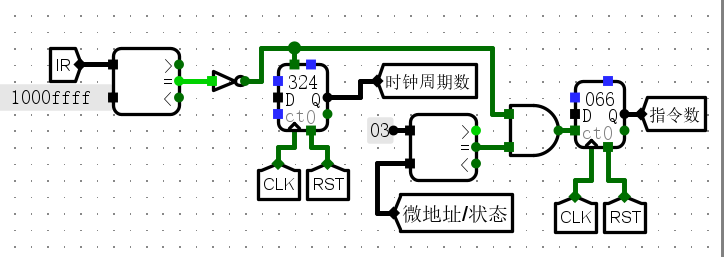 IR
>
=
<
1000ffff
324
D Q
ct0
时钟周期数
CLK
RST
03
>
=
<
微地址/状态
066
D Q
ct0
指令数
CLK
RST